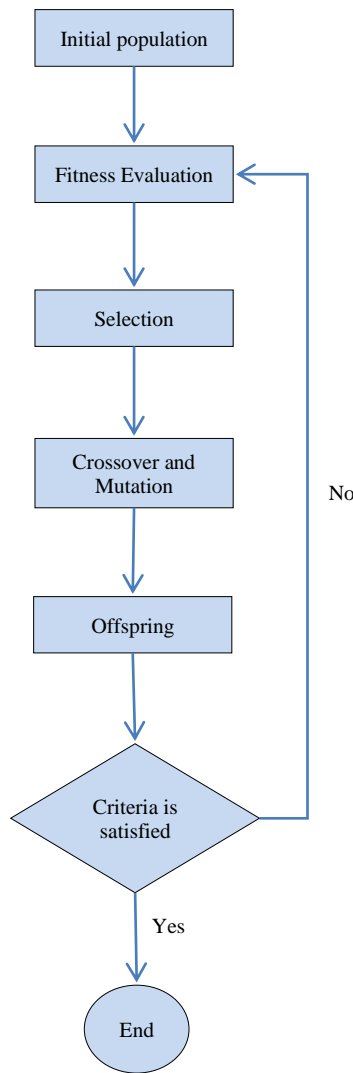 Initial population
Fitness Evaluation
Selection
Crossover and
Mutation
No
Offspring
Criteria is
satisfied
Yes
End